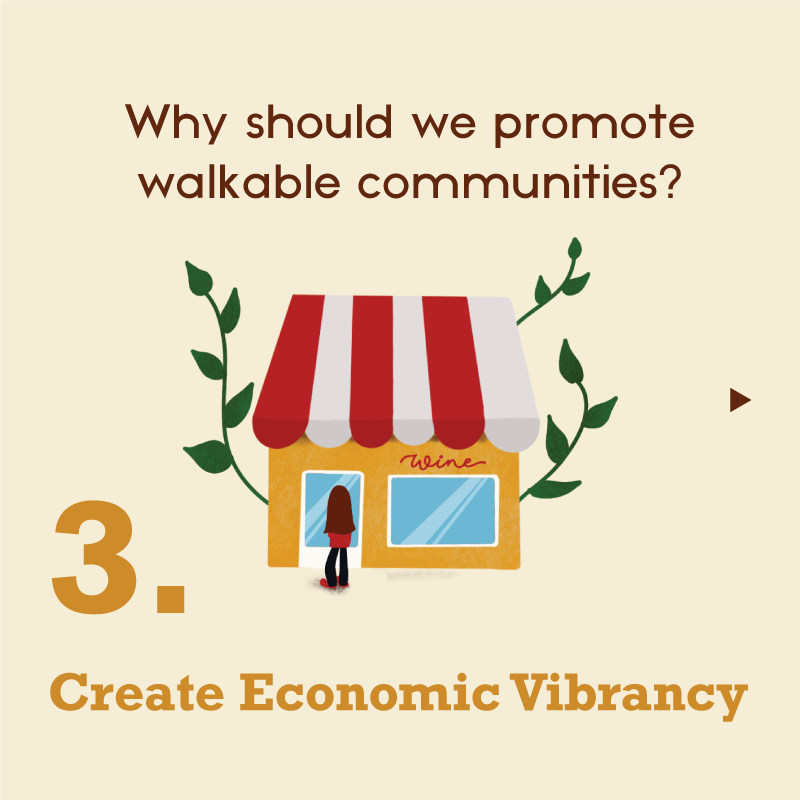 Why should we promote
walkable communities?
wine
3.
Create Economic Vibrancy